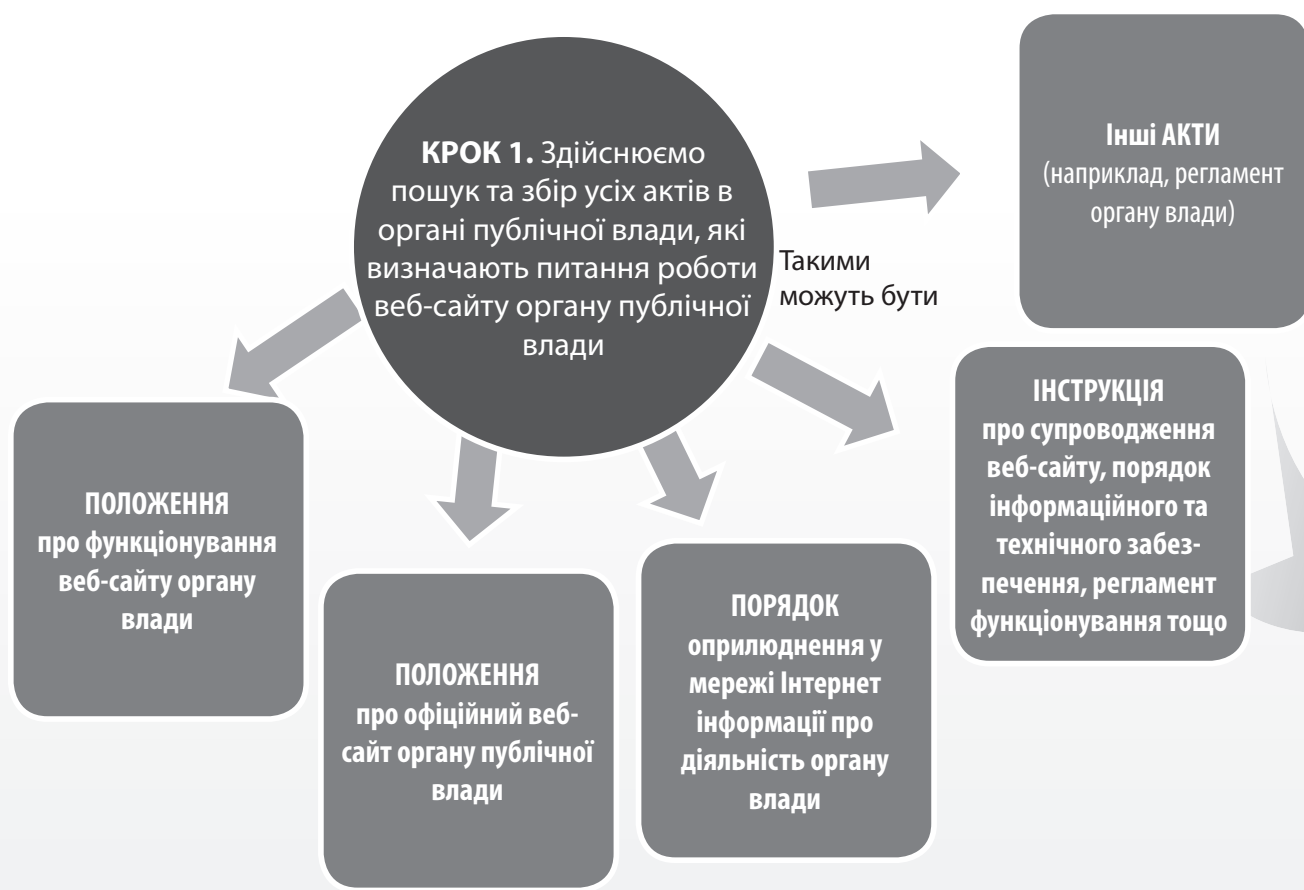 КРОК 1. Здійснюємо
пошук та збір усіх актів в
органі публічної влади, які
визначають питання роботи
веб-сайту органу публічної
влади
Такими
можуть бути
Інші АКТИ
(наприклад, регламент
органу влади)
ІНСТРУКЦІЯ
про супроводження
веб-сайту, порядок
інформаційного та
технічного забез-
печення, регламент
функціонування тощо
ПОЛОЖЕННЯ
про функціонування
веб-сайту органу
влади
ПОЛОЖЕННЯ
про офіційний веб-
сайт органу публічної
влади
ПОРЯДОК
оприлюднення у
мережі Інтернет
інформації про
діяльність органу
влади